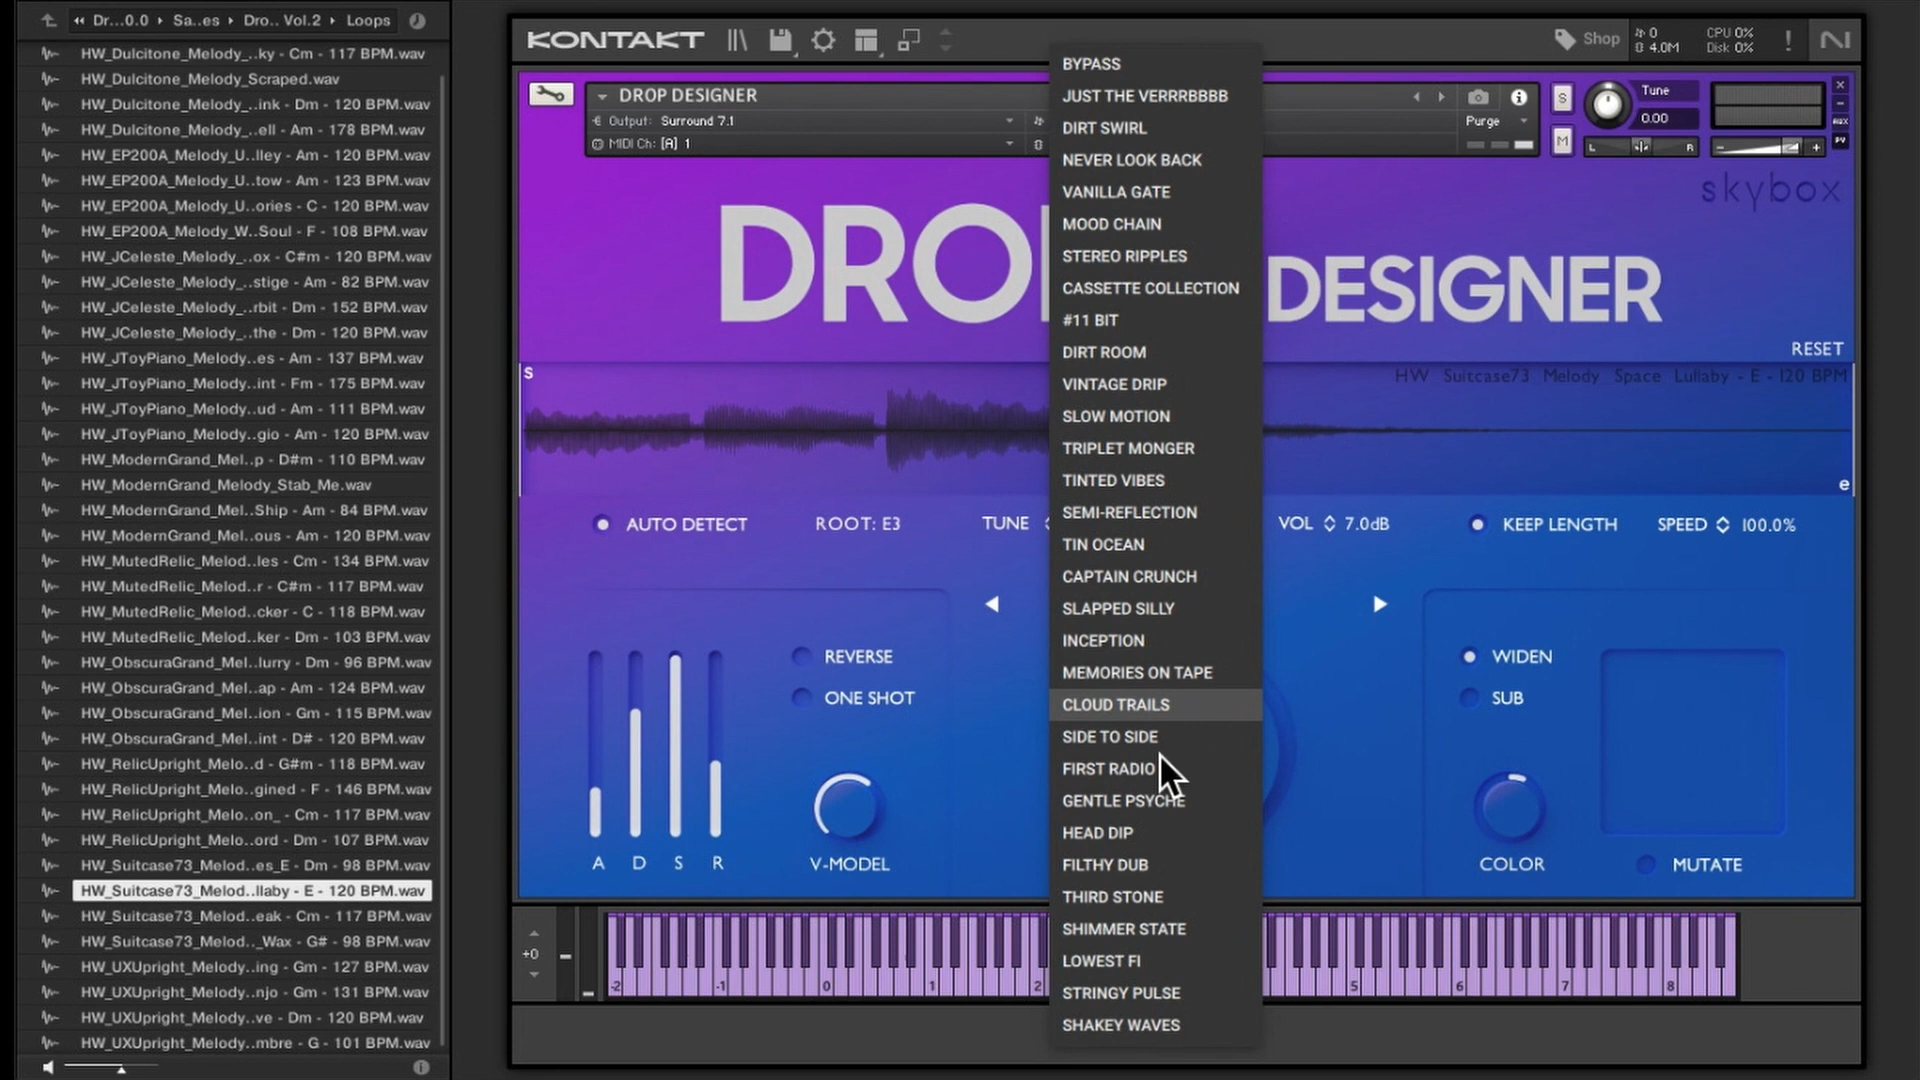 Dr...0.0 Sa..es Dro.. Vol.2 Loops
HW_Dulcitone_Melody_..ky - Cm - 117 BPM.wav
HW_Dulcitone_Melody_Scraped.wav
HW_Dulcitone_Melody_..ink - Dm - 120 BPM.wav
HW_Dulcitone_Melody_..ell - Am - 178 BPM.wav
HW_EP200A_Melody_U..lley - Am - 120 BPM.wav
HW_EP200A_Melody_U..tow - Am - 123 BPM.wav
HW_EP200A_Melody_U..ories - C - 120 BPM.wav
HW_EP200A_Melody_W..Soul - F - 108 BPM.wav
HW_JCeleste_Melody_..ox - C#m - 120 BPM.wav
HW_JCeleste_Melody_..stige - Am - 82 BPM.wav
HW_JCeleste_Melody_..rbit - Dm - 152 BPM.wav
HW_JCeleste_Melody_..the - Dm - 120 BPM.wav
HW_JToyPiano_Melody..es - Am - 137 BPM.wav
HW_JToyPiano_Melody..int - Fm - 175 BPM.wav
HW_JToyPiano_Melody..ud - Am - 111 BPM.wav
HW_JToyPiano_Melody..gio - Am - 120 BPM.wav
HW_ModernGrand_Mel..p - D#m - 110 BPM.wav
HW_ModernGrand_Melody_Stab_Me.wav
HW_ModernGrand_Mel..Ship - Am - 84 BPM.wav
HW_ModernGrand_Mel..ous - Am - 120 BPM.wav
HW_MutedRelic_Melod..les - Cm - 134 BPM.wav
HW_MutedRelic_Melod..r - C#m - 117 BPM.wav
HW_MutedRelic_Melod..cker - C - 118 BPM.wav
HW_MutedRelic_Melod..ker - Dm - 103 BPM.wav
HW_ObscuraGrand_Mel..lurry - Dm - 96 BPM.wav
HW_ObscuraGrand_Mel..ap - Am - 124 BPM.wav
HW_ObscuraGrand_Mel..ion - Gm - 115 BPM.wav
HW_ObscuraGrand_Mel..int - D# - 120 BPM.wav
HW_RelicUpright_Melo..d - G#m - 118 BPM.wav
HW_RelicUpright_Melo..gined - F - 146 BPM.wav
HW_RelicUpright_Melo..on_ - Cm - 117 BPM.wav
HW_RelicUpright_Melo..ord - Dm - 107 BPM.wav
HW_Suitcase73_Melod..es_E - Dm - 98 BPM.wav
HW_Suitcase73_Melod..llaby - E - 120 BPM.wav
HW_Suitcase73_Melod..eak - Cm - 117 BPM.wav
HW_Suitcase73_Melod.._Wax - G# - 98 BPM.wav
HW_UXUpright_Melody..ing - Gm - 127 BPM.wav
HW_UXUpright_Melody..njo - Gm - 131 BPM.wav
HW_UXUpright_Melody..ve - Dm - 120 BPM.wav
HW_UXUpright_Melody..mbre - G - 101 BPM.wav
KONTAKT
Shop
0
4.0M
CPU 0%
Disk 0%
!
DROP DESIGNER
Output: Surround 7.1
MIDI Ch: [A] 1
Purge
S
M
Tune
0.00
L R
- +
AUX
PV
skybox
DRO DESIGNER
RESET
S
HW Suitcase73 Melody Space Lullaby - E - 120 BPM
e
AUTO DETECT ROOT: E3 TUNE VOL 7.0dB KEEP LENGTH SPEED 100.0%
REVERSE
ONE SHOT
A D S R
V-MODEL
WIDEN
SUB
COLOR
MUTATE
BYPASS
JUST THE VERRRBBBB
DIRT SWIRL
NEVER LOOK BACK
VANILLA GATE
MOOD CHAIN
STEREO RIPPLES
CASSETTE COLLECTION
#11 BIT
DIRT ROOM
VINTAGE DRIP
SLOW MOTION
TRIPLET MONGER
TINTED VIBES
SEMI-REFLECTION
TIN OCEAN
CAPTAIN CRUNCH
SLAPPED SILLY
INCEPTION
MEMORIES ON TAPE
CLOUD TRAILS
SIDE TO SIDE
FIRST RADIO
GENTLE PSYCHE
HEAD DIP
FILTHY DUB
THIRD STONE
SHIMMER STATE
LOWEST FI
STRINGY PULSE
SHAKEY WAVES
+0
-2 -1 0 1 2 5 6 7 8